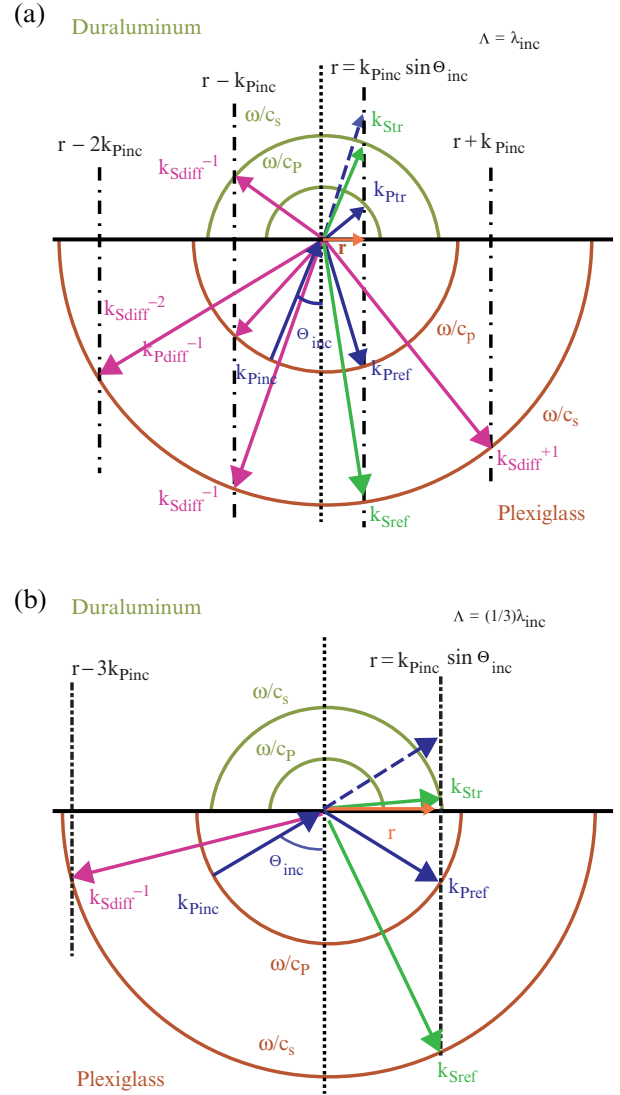 (a)
Duraluminum
Λ = λinc
r = kPinc sinΘinc
r − kPinc
ω/cs
kStr
r − 2kPinc
r + kPinc
kSdiff−1
ω/cP
kPtr
r
kSdiff−2
kPdiff−1
Θinc
ω/cp
kPinc
kPref
ω/cs
kSdiff+1
kSdiff−1
kSref
Plexiglass
(b)
Duraluminum
Λ = (1/3)λinc
r = kPinc sin Θinc
r − 3kPinc
ω/cs
ω/cP
kStr
r
Θinc
kSdiff−1
kPinc
kPref
ω/cP
ω/cs
Plexiglass
kSref